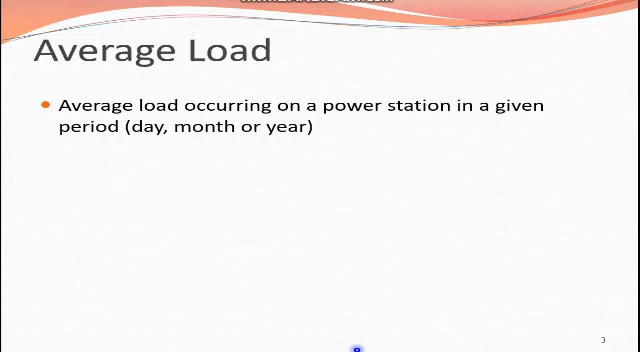 Average Load
Average load occurring on a power station in a given
period (day, month or year)
3